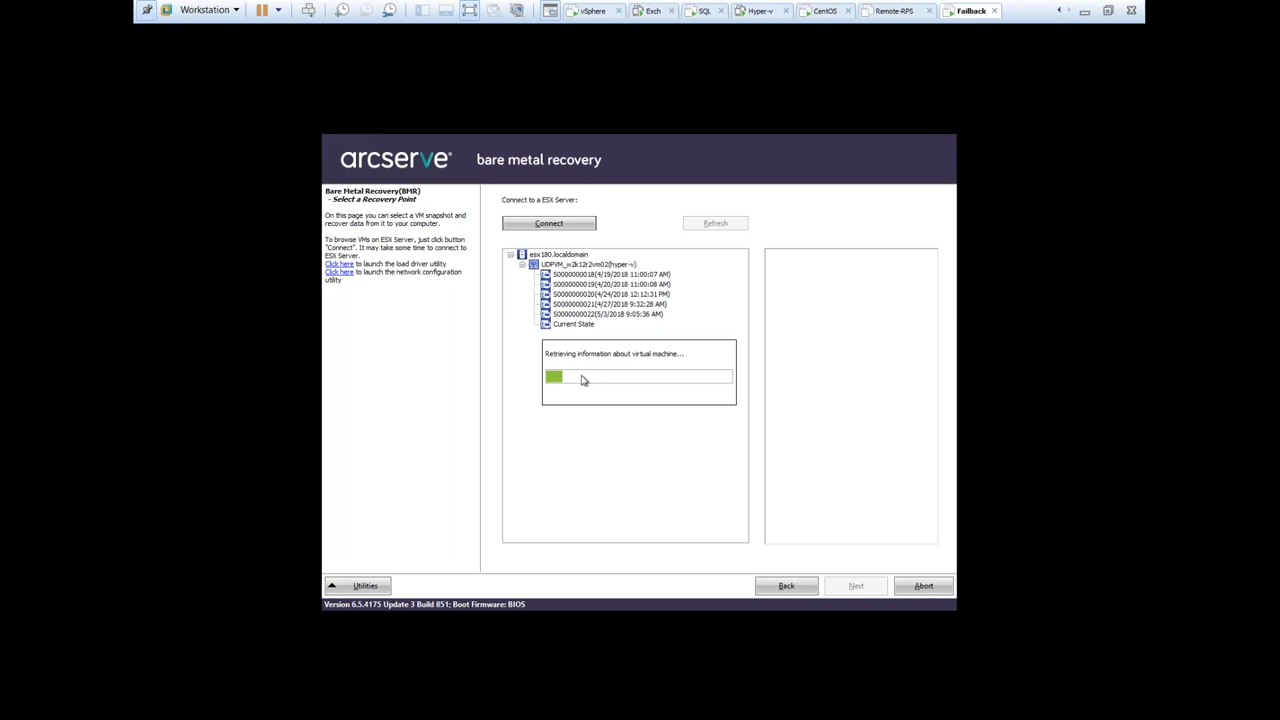 Workstation
vSphere
Exch
SQL
Hyper-v
CentOS
Remote-RPS
Failback
arcserve®
bare metal recovery
Bare Metal Recovery(BMR)
- Select a Recovery Point
On this page you can select a VM snapshot and
recover data from it to your computer.
To browse VMs on ESX Server, just click button
"Connect". It may take some time to connect to
ESX Server.
Click here to launch the load driver utility
Click here to launch the network configuration
utility
Connect to a ESX Server:
Connect
Refresh
esx180.localdomain
UDPVM_w2k12r2vm02(hyper-v)
S0000000018(4/19/2018 11:00:07 AM)
S0000000019(4/20/2018 11:00:08 AM)
S0000000020(4/24/2018 12:12:31 PM)
S0000000021(4/27/2018 9:32:28 AM)
S0000000022(5/3/2018 9:05:36 AM)
Current State
Retrieving information about virtual machine...
Utilities
Back
Next
Abort
Version 6.5.4175 Update 3 Build 851; Boot Firmware: BIOS